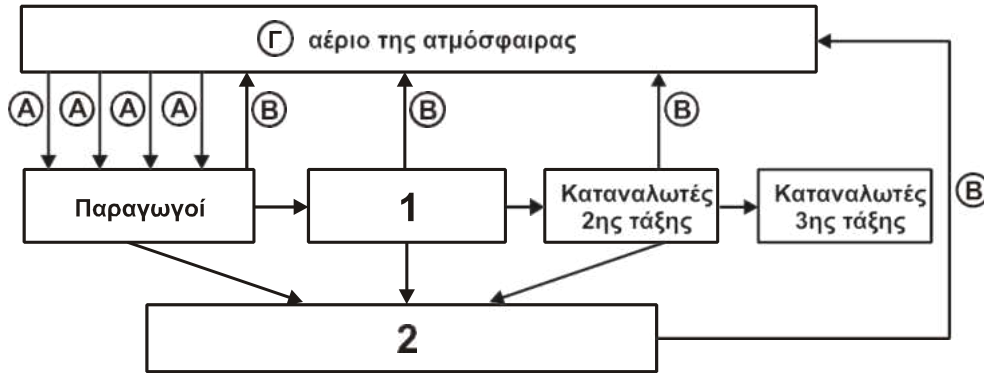 Γ αέριο της ατμόσφαιρας
Α Α Α Α Β Β Β
Παραγωγοί
1
Καταναλωτές
2ης τάξης
Καταναλωτές
3ης τάξης
Β
2